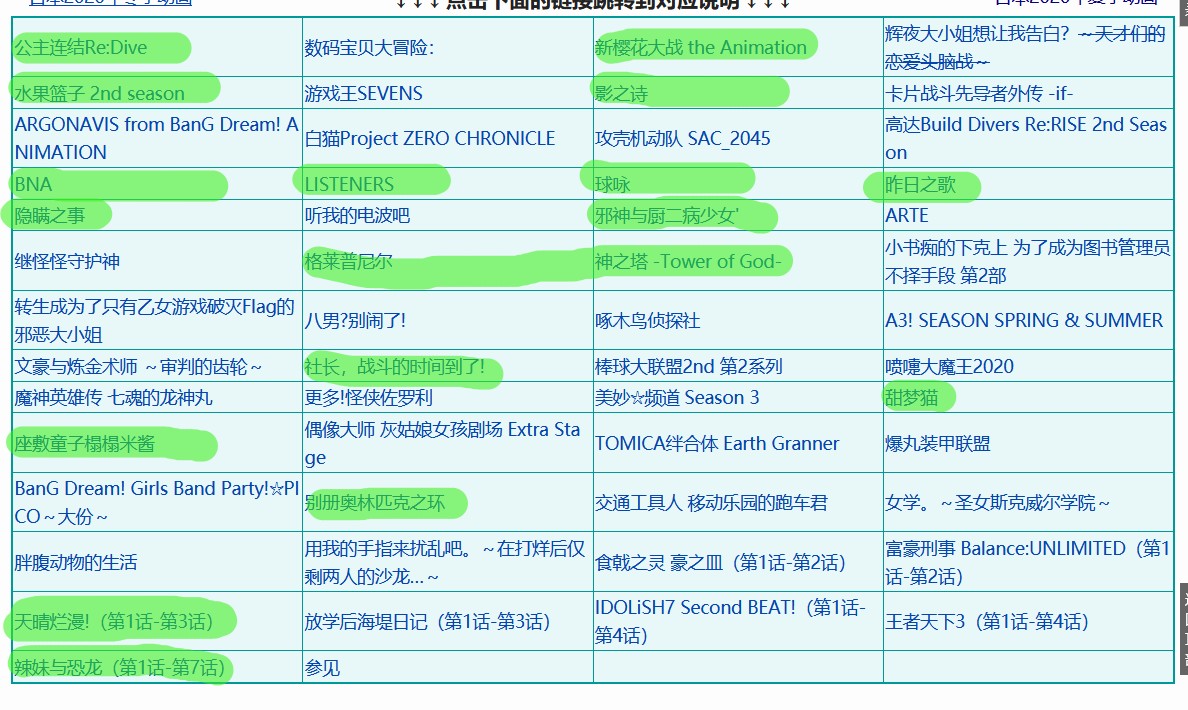 ↓↓↓点击下面的链接跳转到对应说明↓↓↓
公主连结Re:Dive
数码宝贝大冒险：
新樱花大战 the Animation
辉夜大小姐想让我告白？～天才们的
恋爱头脑战～
水果篮子 2nd season
游戏王SEVENS
影之诗
卡片战斗先导者外传 -if-
ARGONAVIS from BanG Dream! A
NIMATION
白猫Project ZERO CHRONICLE
攻壳机动队 SAC_2045
高达Build Divers Re:RISE 2nd Seas
on
BNA
LISTENERS
球咏
昨日之歌
隐瞒之事
听我的电波吧
邪神与厨二病少女'
ARTE
继怪怪守护神
格莱普尼尔
神之塔 -Tower of God-
小书痴的下克上 为了成为图书管理员
不择手段 第2部
转生成为了只有乙女游戏破灭Flag的
邪恶大小姐
八男?别闹了!
啄木鸟侦探社
A3! SEASON SPRING & SUMMER
文豪与炼金术师 ～审判的齿轮～
社长，战斗的时间到了!
棒球大联盟2nd 第2系列
喷嚏大魔王2020
魔神英雄传 七魂的龙神丸
更多!怪侠佐罗利
美妙☆频道 Season 3
甜梦猫
座敷童子榻榻米酱
偶像大师 灰姑娘女孩剧场 Extra Sta
ge
TOMICA绊合体 Earth Granner
爆丸装甲联盟
BanG Dream! Girls Band Party!☆PI
CO～大份～
别册奥林匹克之环
交通工具人 移动乐园的跑车君
女学。～圣女斯克威尔学院～
胖腹动物的生活
用我的手指来扰乱吧。～在打烊后仅
剩两人的沙龙…～
食戟之灵 豪之皿（第1话-第2话）
富豪刑事 Balance:UNLIMITED（第1
话-第2话）
天晴烂漫!（第1话-第3话）
放学后海堤日记（第1话-第3话）
IDOLiSH7 Second BEAT!（第1话-
第4话）
王者天下3（第1话-第4话）
辣妹与恐龙（第1话-第7话）
参见